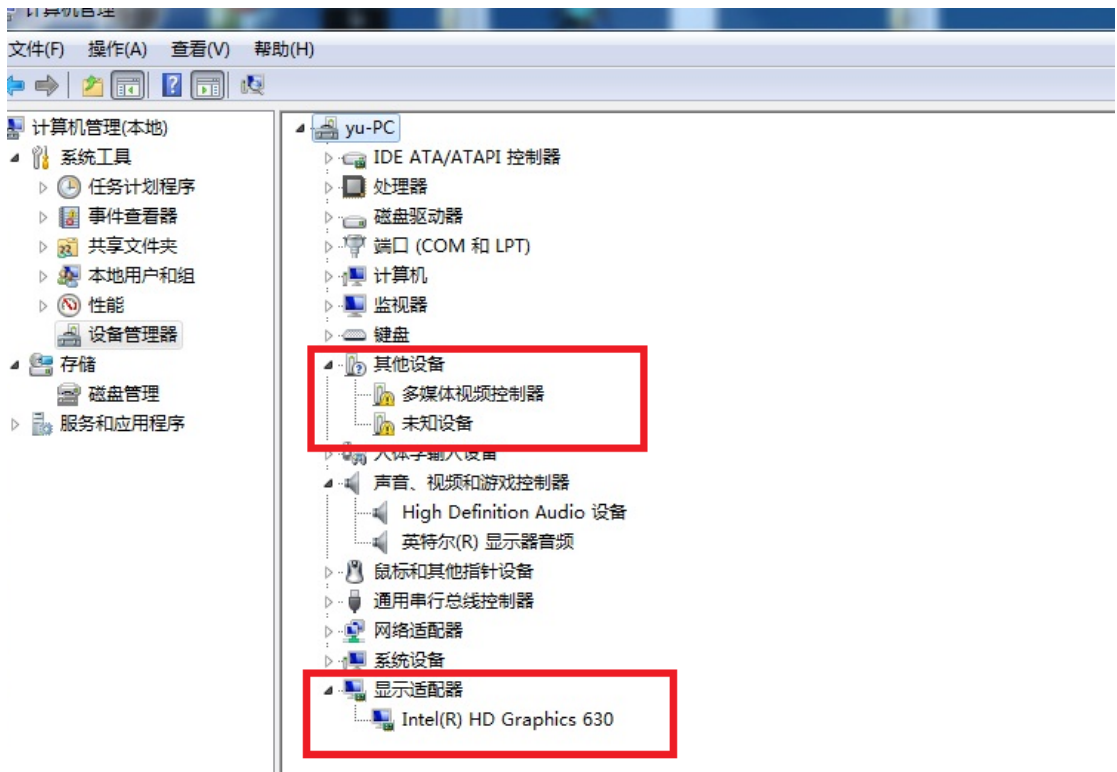 计算机管理
文件(F) 操作(A) 查看(V) 帮助(H)
计算机管理(本地)
系统工具
任务计划程序
事件查看器
共享文件夹
本地用户和组
性能
设备管理器
存储
磁盘管理
服务和应用程序
yu-PC
IDE ATA/ATAPI 控制器
处理器
磁盘驱动器
端口 (COM 和 LPT)
计算机
监视器
键盘
其他设备
多媒体视频控制器
未知设备
人体学输入设备
声音、视频和游戏控制器
High Definition Audio 设备
英特尔(R) 显示器音频
鼠标和其他指针设备
通用串行总线控制器
网络适配器
系统设备
显示适配器
Intel(R) HD Graphics 630